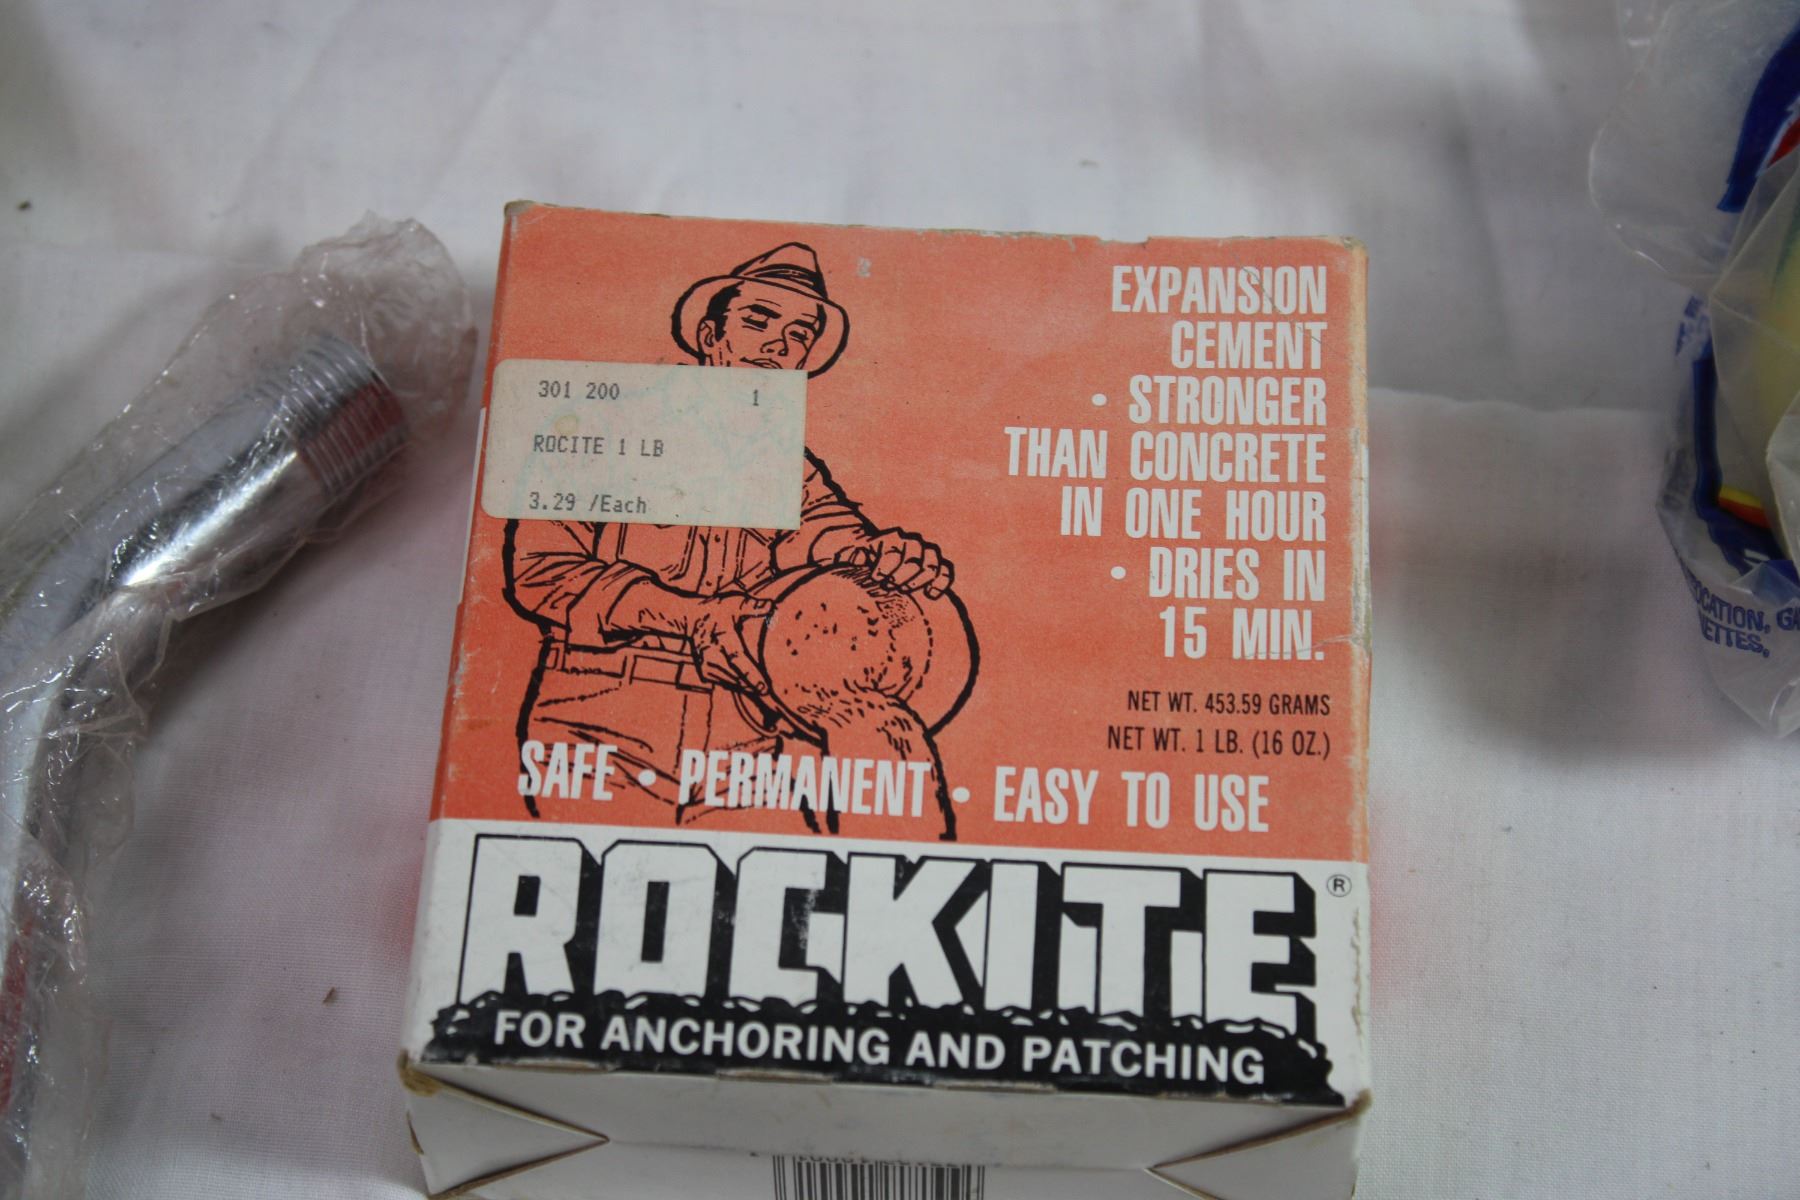 EXPANSION
CEMENT
• STRONGER
THAN CONCRETE
IN ONE HOUR
• DRIES IN
15 MIN.
301 200 1
ROCITE 1 LB
3.29 /Each
NET WT. 453.59 GRAMS
NET WT. 1 LB. (16 OZ.)
SAFE • PERMANENT • EASY TO USE
ROCKITE®
FOR ANCHORING AND PATCHING